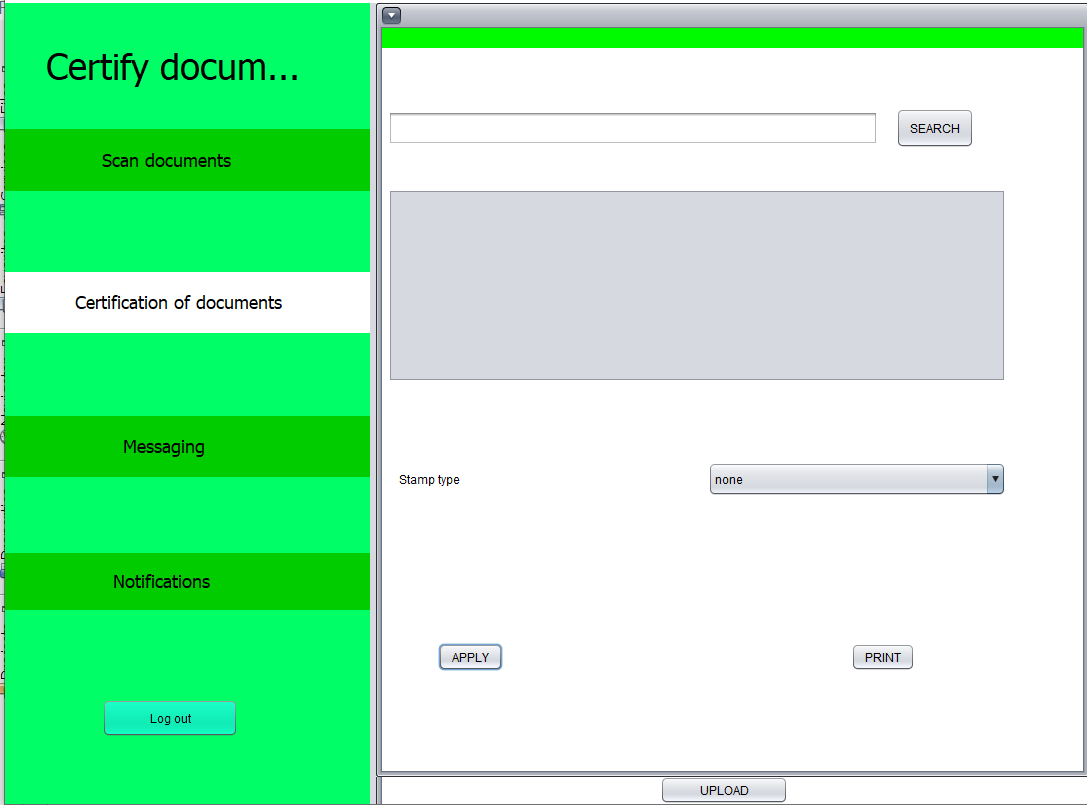 Certify docum...
Scan documents
Certification of documents
Messaging
Notifications
Log out
SEARCH
Stamp type
none
APPLY
PRINT
UPLOAD